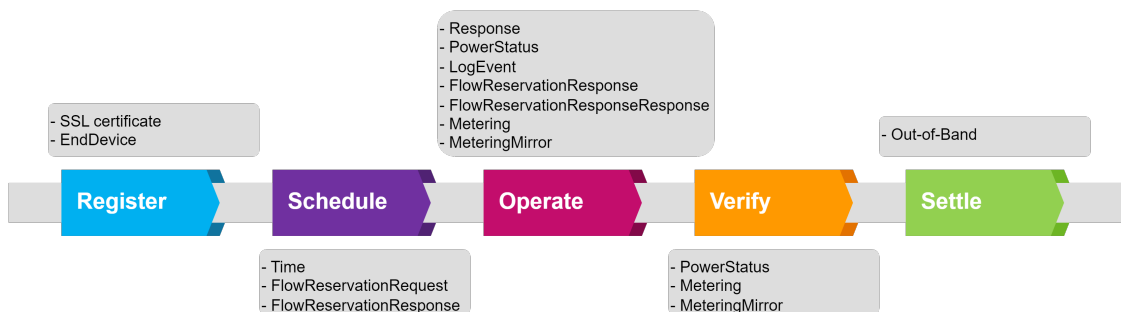 - Response
- PowerStatus
- LogEvent
- FlowReservationResponse
- FlowReservationResponseResponse
- Metering
- MeteringMirror
- SSL certificate
- EndDevice
- Out-of-Band
Register
Schedule
Operate
Verify
Settle
- Time
- FlowReservationRequest
- FlowReservationResponse
- PowerStatus
- Metering
- MeteringMirror